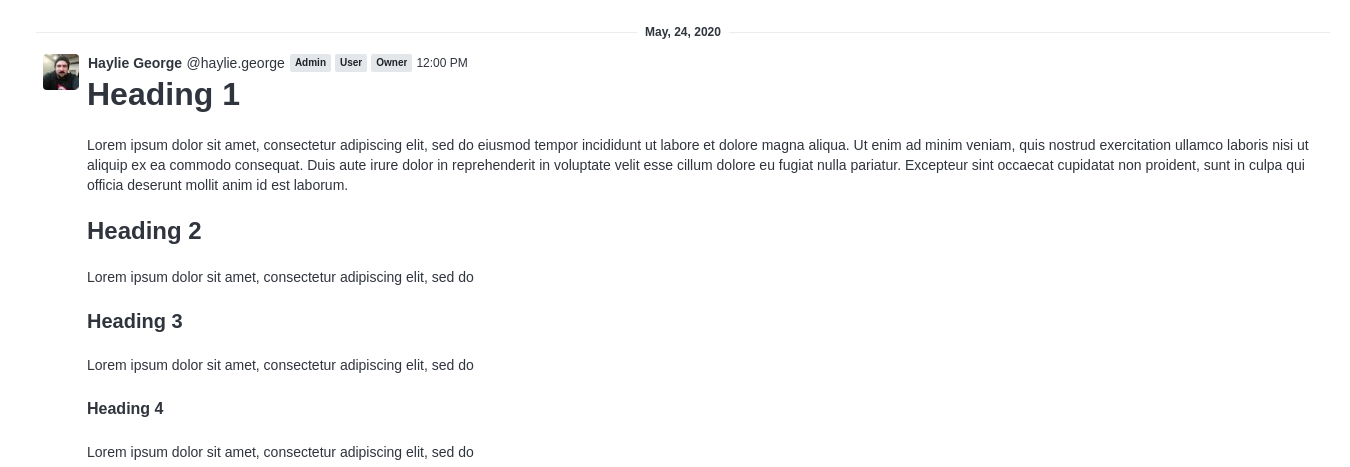 May, 24, 2020
Haylie George @haylie.george Admin User Owner 12:00 PM
Heading 1
Lorem ipsum dolor sit amet, consectetur adipiscing elit, sed do eiusmod tempor incididunt ut labore et dolore magna aliqua. Ut enim ad minim veniam, quis nostrud exercitation ullamco laboris nisi ut
aliquip ex ea commodo consequat. Duis aute irure dolor in reprehenderit in voluptate velit esse cillum dolore eu fugiat nulla pariatur. Excepteur sint occaecat cupidatat non proident, sunt in culpa qui
officia deserunt mollit anim id est laborum.
Heading 2
Lorem ipsum dolor sit amet, consectetur adipiscing elit, sed do
Heading 3
Lorem ipsum dolor sit amet, consectetur adipiscing elit, sed do
Heading 4
Lorem ipsum dolor sit amet, consectetur adipiscing elit, sed do